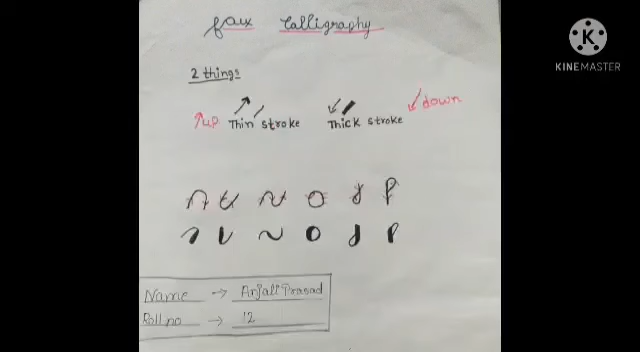 faux Calligraphy
KINEMASTER
2 things
up Thin stroke Thick stroke down
Name → Anjali Prasad
Roll no → 12